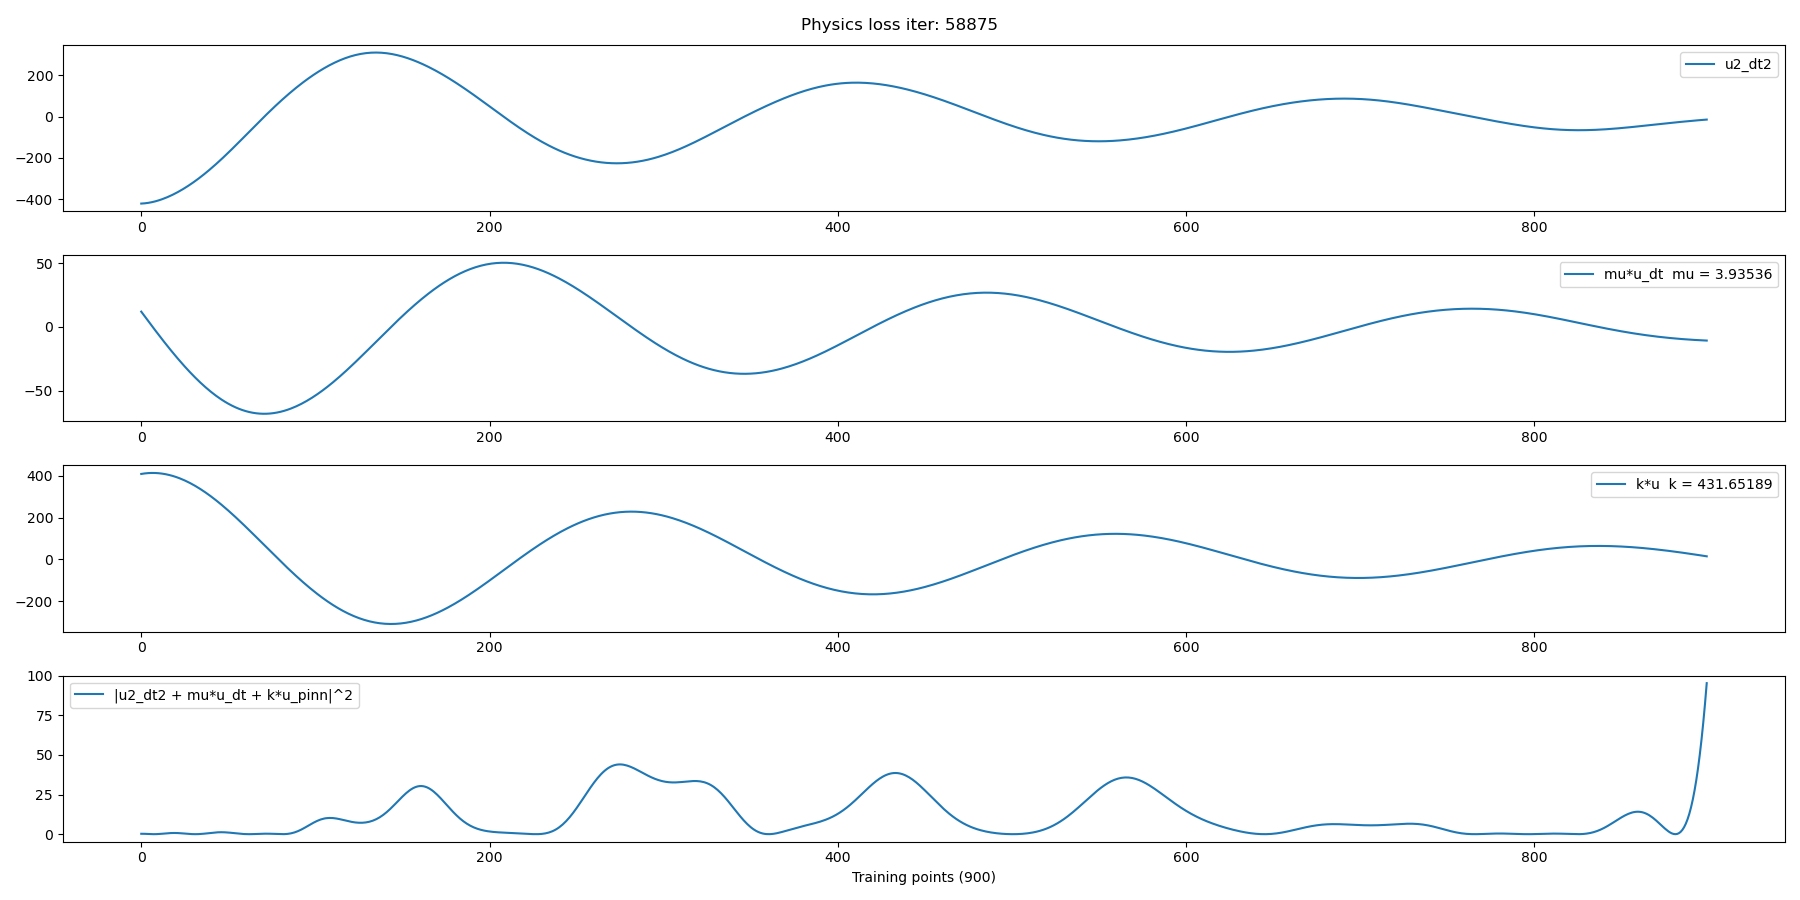 Physics loss iter: 58875
u2_dt2
200
0
−200
−400
0 200 400 600 800
mu*u_dt  mu = 3.93536
50
0
−50
0 200 400 600 800
k*u  k = 431.65189
400
200
0
−200
0 200 400 600 800
|u2_dt2 + mu*u_dt + k*u_pinn|^2
100
75
50
25
0
0 200 400 600 800
Training points (900)